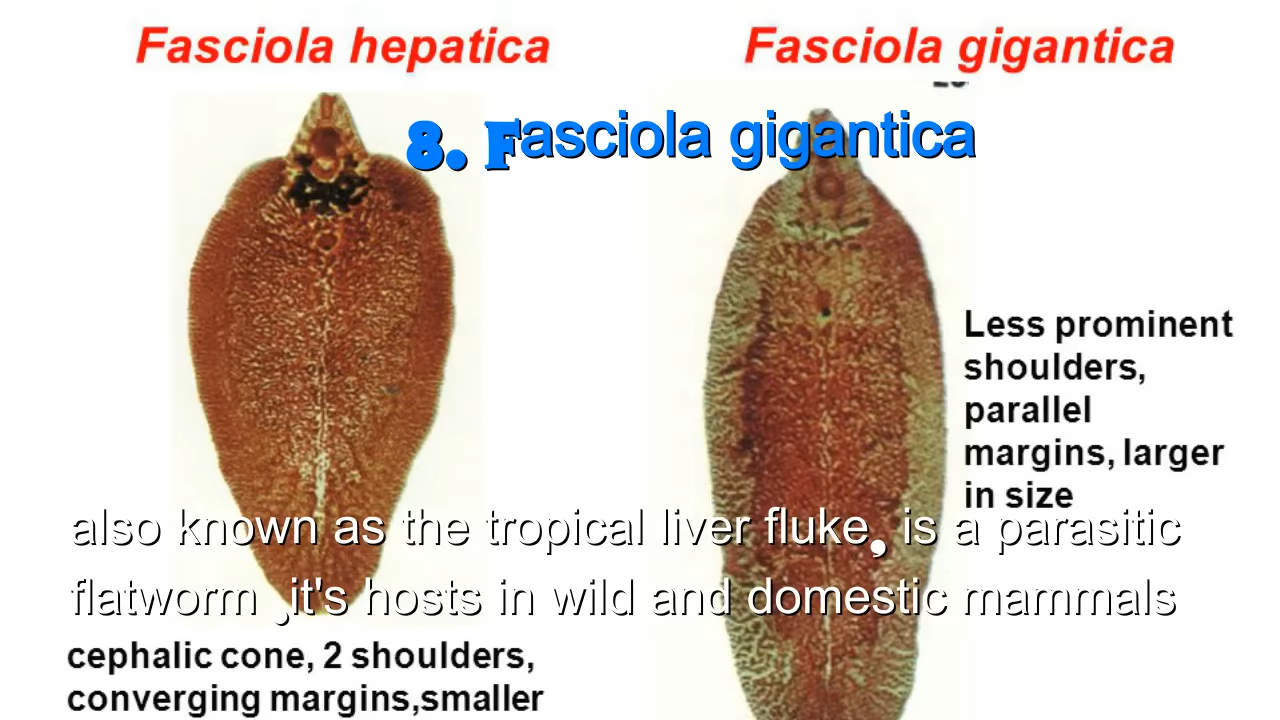 Fasciola hepatica
Fasciola gigantica
8. Fasciola gigantica
Less prominent
shoulders,
parallel
margins, larger
in size
also known as the tropical liver fluke, is a parasitic
flatworm ,it's hosts in wild and domestic mammals
cephalic cone, 2 shoulders,
converging margins,smaller